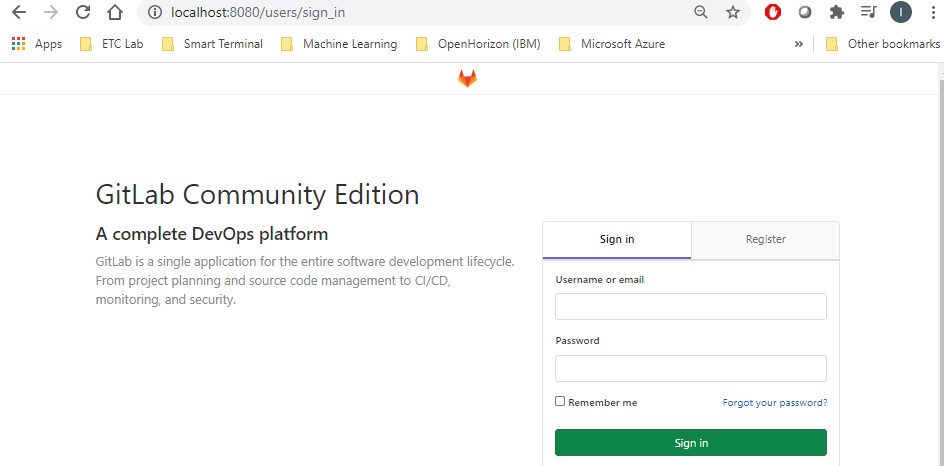 localhost:8080/users/sign_in
I
Apps
ETC Lab
Smart Terminal
Machine Learning
OpenHorizon (IBM)
Microsoft Azure
»
Other bookmarks
GitLab Community Edition
A complete DevOps platform
GitLab is a single application for the entire software development lifecycle.
From project planning and source code management to CI/CD,
monitoring, and security.
Sign in
Register
Username or email
Password
Remember me
Forgot your password?
Sign in